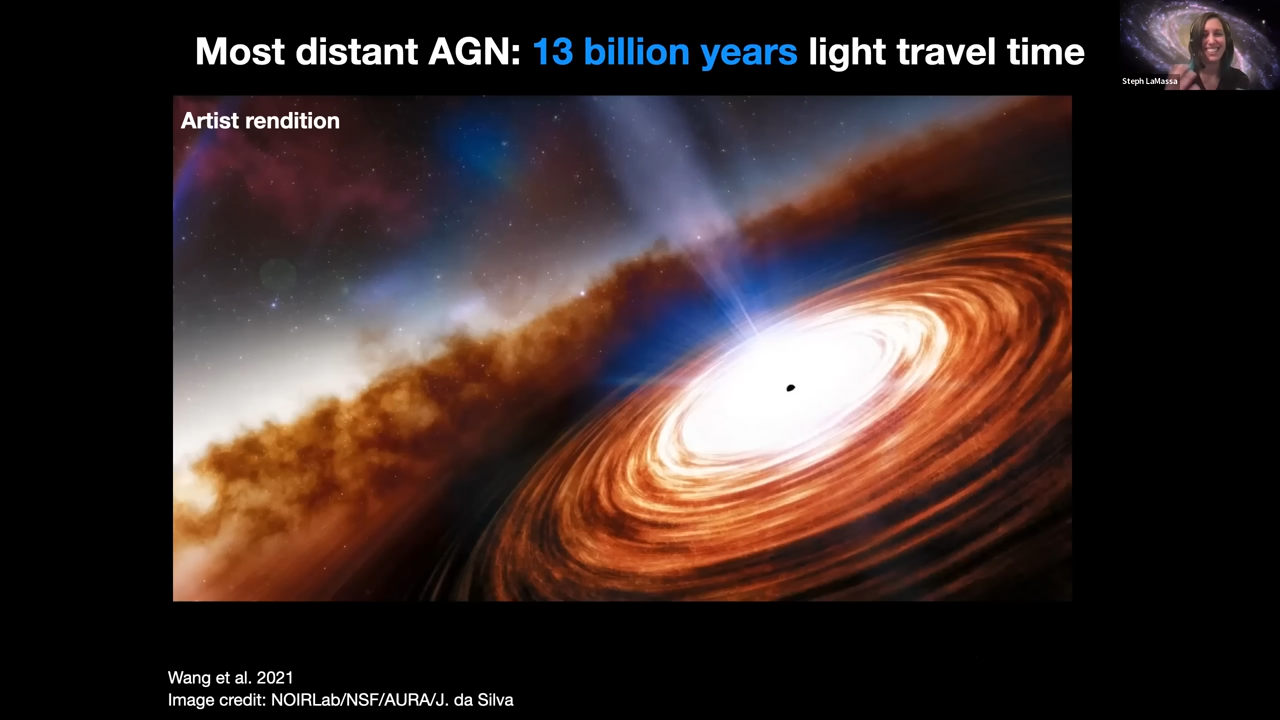 Most distant AGN: 13 billion years light travel time
Steph LaMassa
Artist rendition
Wang et al. 2021
Image credit: NOIRLab/NSF/AURA/J. da Silva